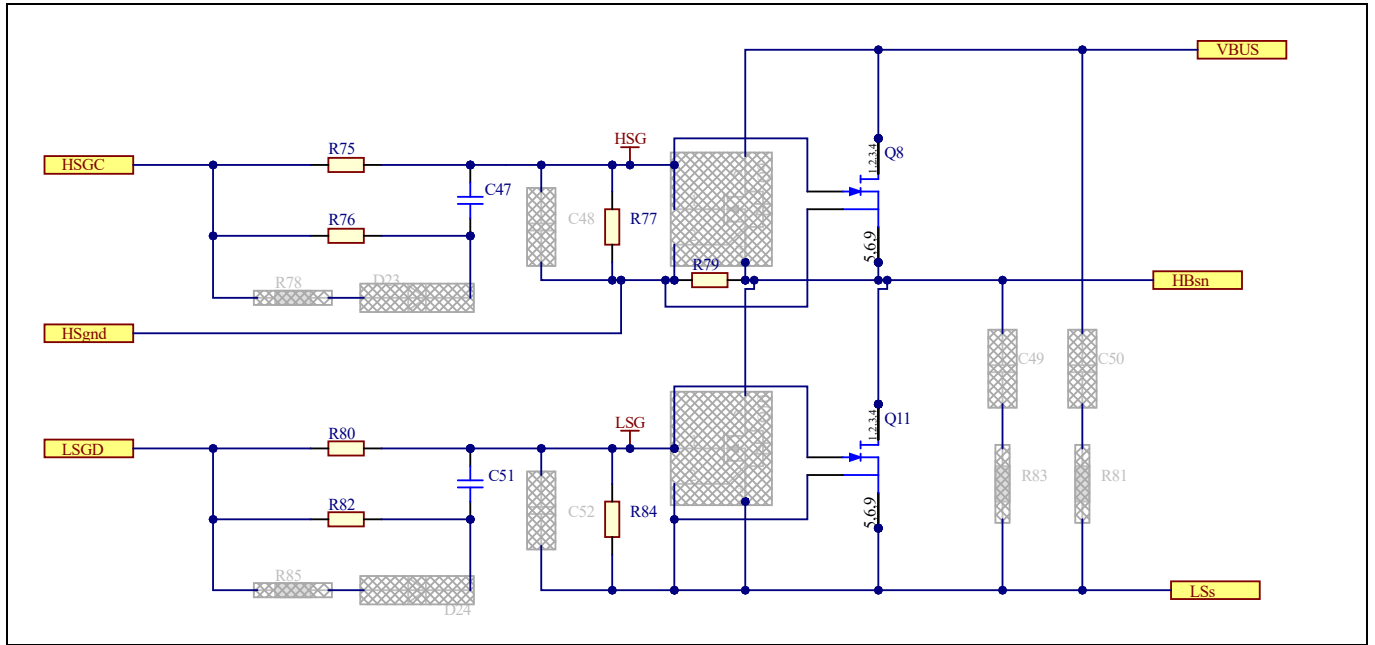 VBUS
HSG
R75
1,2,3,4
Q8
HSGC
C47
R76
C48
R77
5,6,9
R79
R78
D23
HBsn
HSgnd
C49
C50
1,2,3,4
Q11
LSG
R80
LSGD
C51
R83
R81
R82
C52
R84
5,6,9
R85
D24
LSs